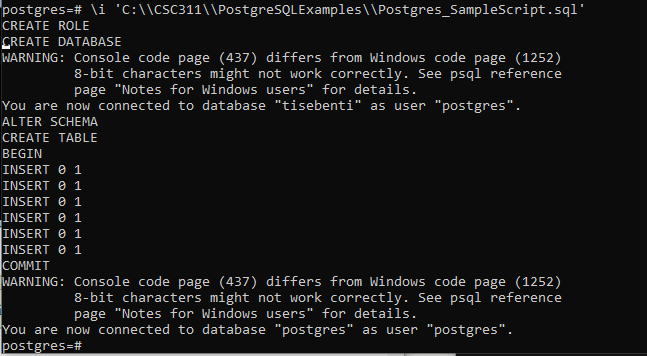 postgres=# \i 'C:\\CSC311\\PostgreSQLExamples\\Postgres_SampleScript.sql'
CREATE ROLE
CREATE DATABASE
WARNING: Console code page (437) differs from Windows code page (1252)
         8-bit characters might not work correctly. See psql reference
         page "Notes for Windows users" for details.
You are now connected to database "tisebenti" as user "postgres".
ALTER SCHEMA
CREATE TABLE
BEGIN
INSERT 0 1
INSERT 0 1
INSERT 0 1
INSERT 0 1
INSERT 0 1
INSERT 0 1
COMMIT
WARNING: Console code page (437) differs from Windows code page (1252)
         8-bit characters might not work correctly. See psql reference
         page "Notes for Windows users" for details.
You are now connected to database "postgres" as user "postgres".
postgres=#